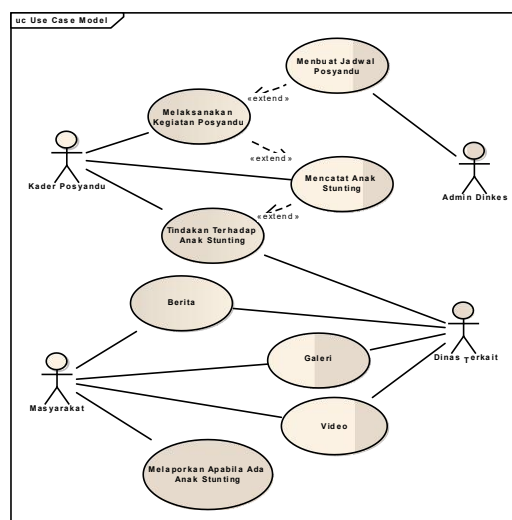 uc Use Case Model
Menbuat Jadwal
Posyandu
«extend»
Melaksanakan
Kegiatan Posyandu
«extend»
Kader Posyandu
Mencatat Anak
Stunting
Admin Dinkes
«extend»
Tindakan Terhadap
Anak Stunting
Berita
Dinas Terkait
Galeri
Masyarakat
Video
Melaporkan Apabila Ada
Anak Stunting